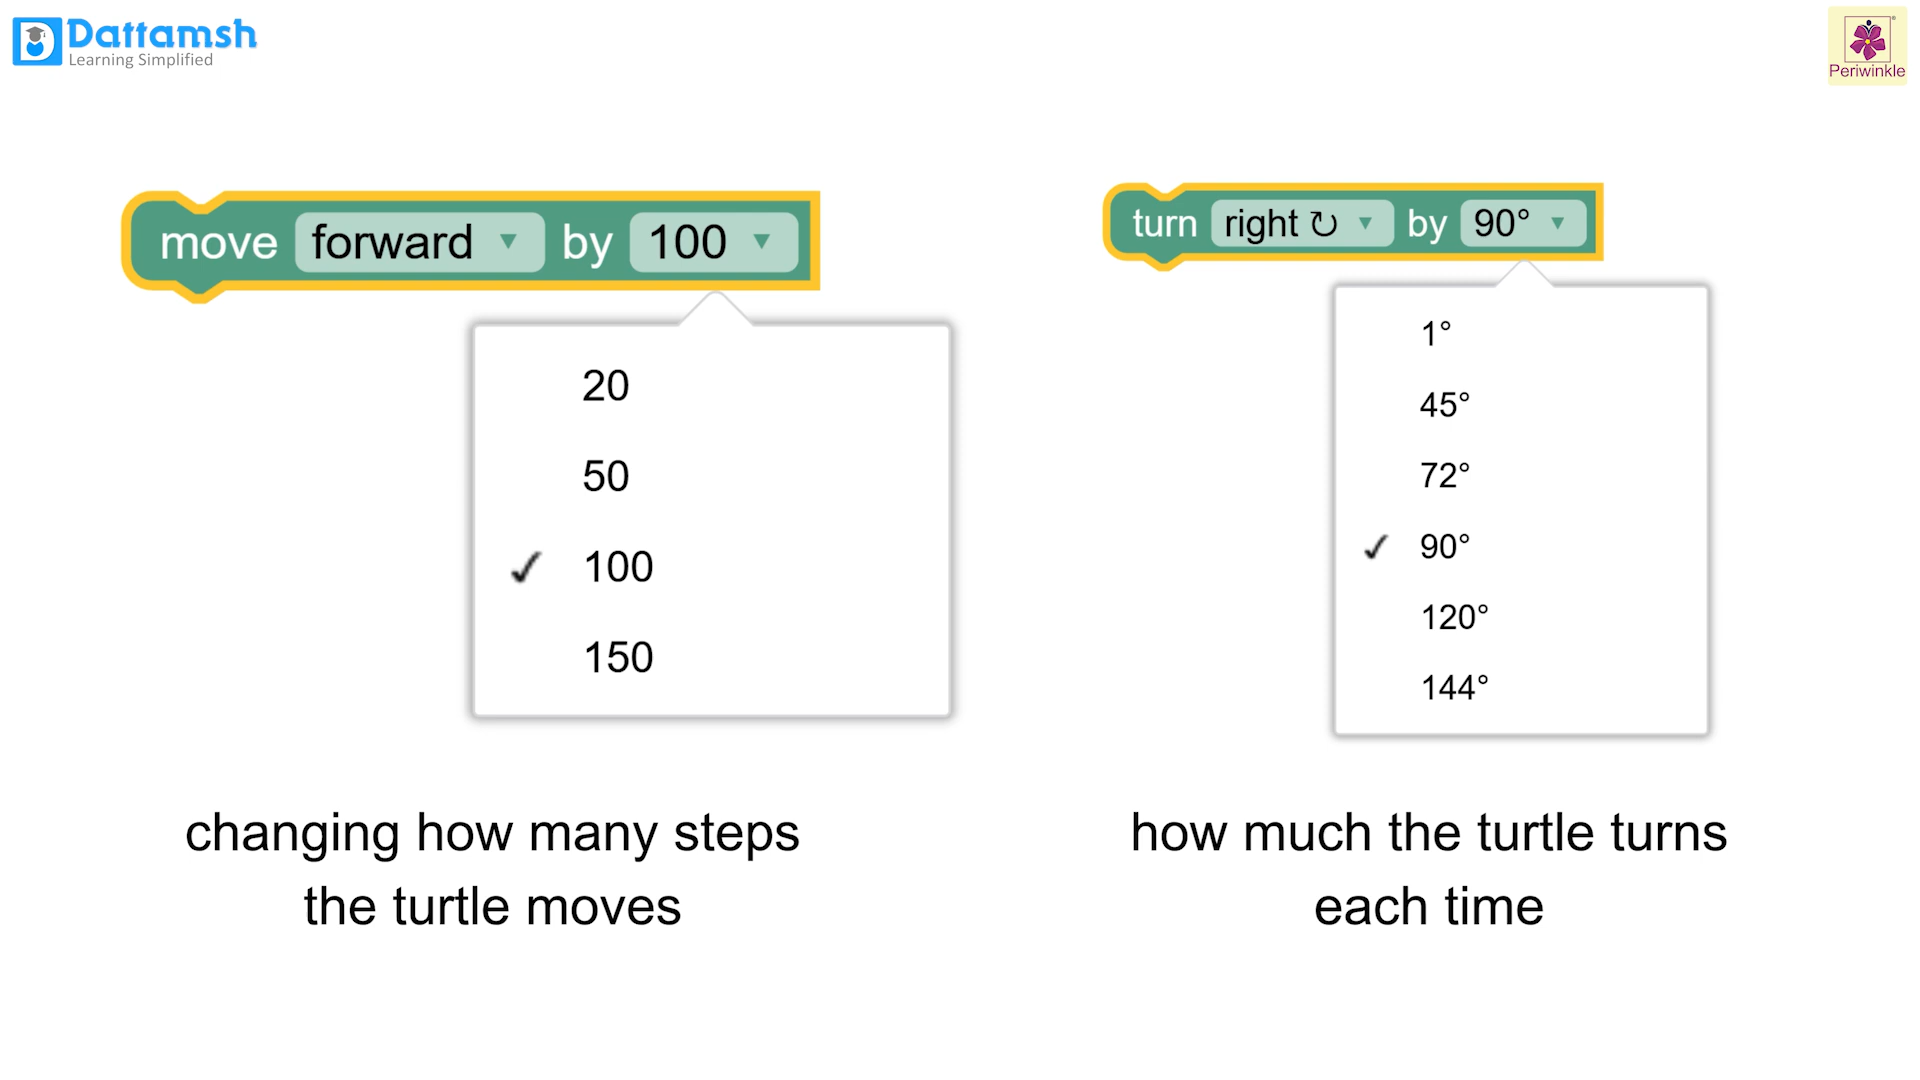 Dattamsh
Learning Simplified
Periwinkle
move forward ▼ by 100 ▼
20
50
✓ 100
150
changing how many steps
the turtle moves
turn right ↻ ▼ by 90° ▼
1°
45°
72°
✓ 90°
120°
144°
how much the turtle turns
each time